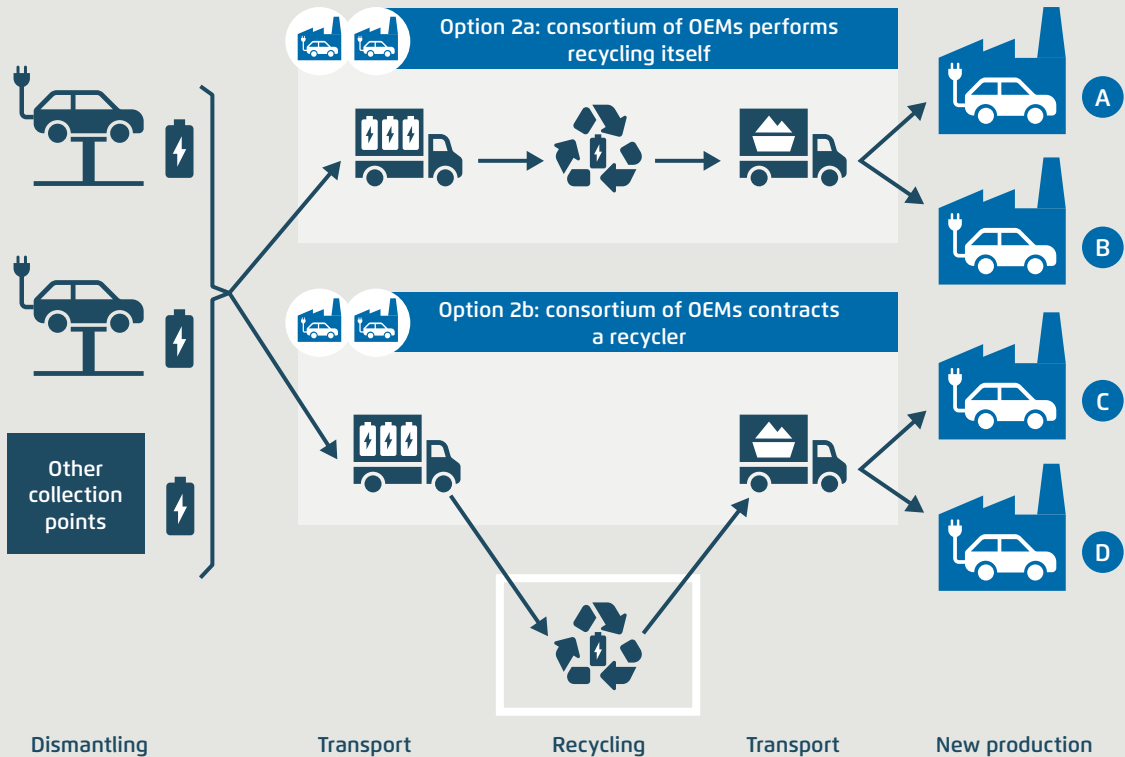 Option 2a: consortium of OEMs performs
recycling itself
A
B
Option 2b: consortium of OEMs contracts
a recycler
C
Other
collection
points
D
Dismantling
Transport
Recycling
Transport
New production